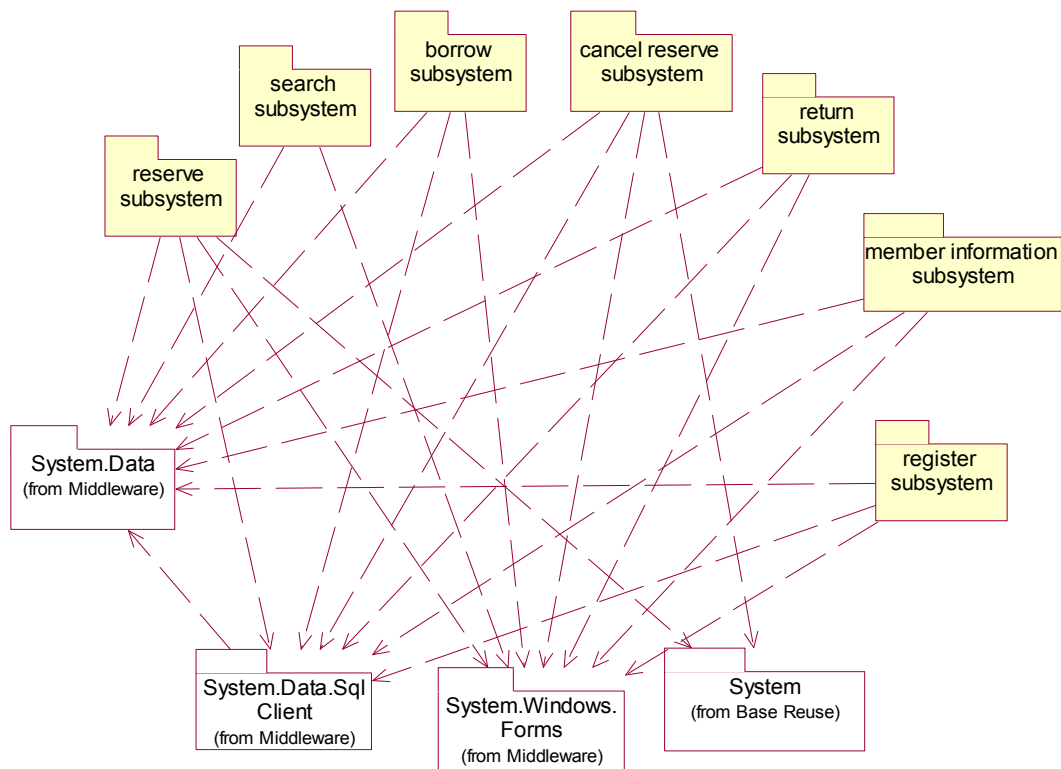 borrow
subsystem
cancel reserve
subsystem
search
subsystem
return
subsystem
reserve
subsystem
member information
subsystem
System.Data
(from Middleware)
register
subsystem
System.Data.Sql
Client
(from Middleware)
System.Windows.
Forms
(from Middleware)
System
(from Base Reuse)